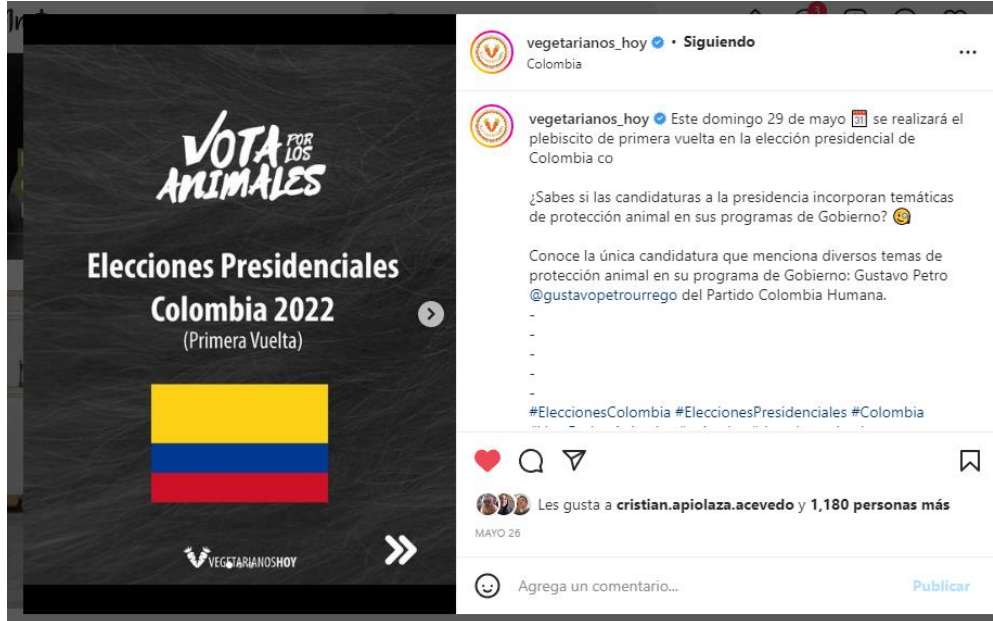 3
VOTA POR
LOS
ANIMALES
Elecciones Presidenciales
Colombia 2022
(Primera Vuelta)
VEGETARIANOSHOY
vegetarianos_hoy • Siguiendo
Colombia
vegetarianos_hoy Este domingo 29 de mayo se realizará el
plebiscito de primera vuelta en la elección presidencial de
Colombia co
¿Sabes si las candidaturas a la presidencia incorporan temáticas
de protección animal en sus programas de Gobierno?
Conoce la única candidatura que menciona diversos temas de
protección animal en su programa de Gobierno: Gustavo Petro
@gustavopetrourrego del Partido Colombia Humana.
-
-
-
-
-
#EleccionesColombia #EleccionesPresidenciales #Colombia
Les gusta a cristian.apiolaza.acevedo y 1,180 personas más
MAYO 26
Agrega un comentario... Publicar